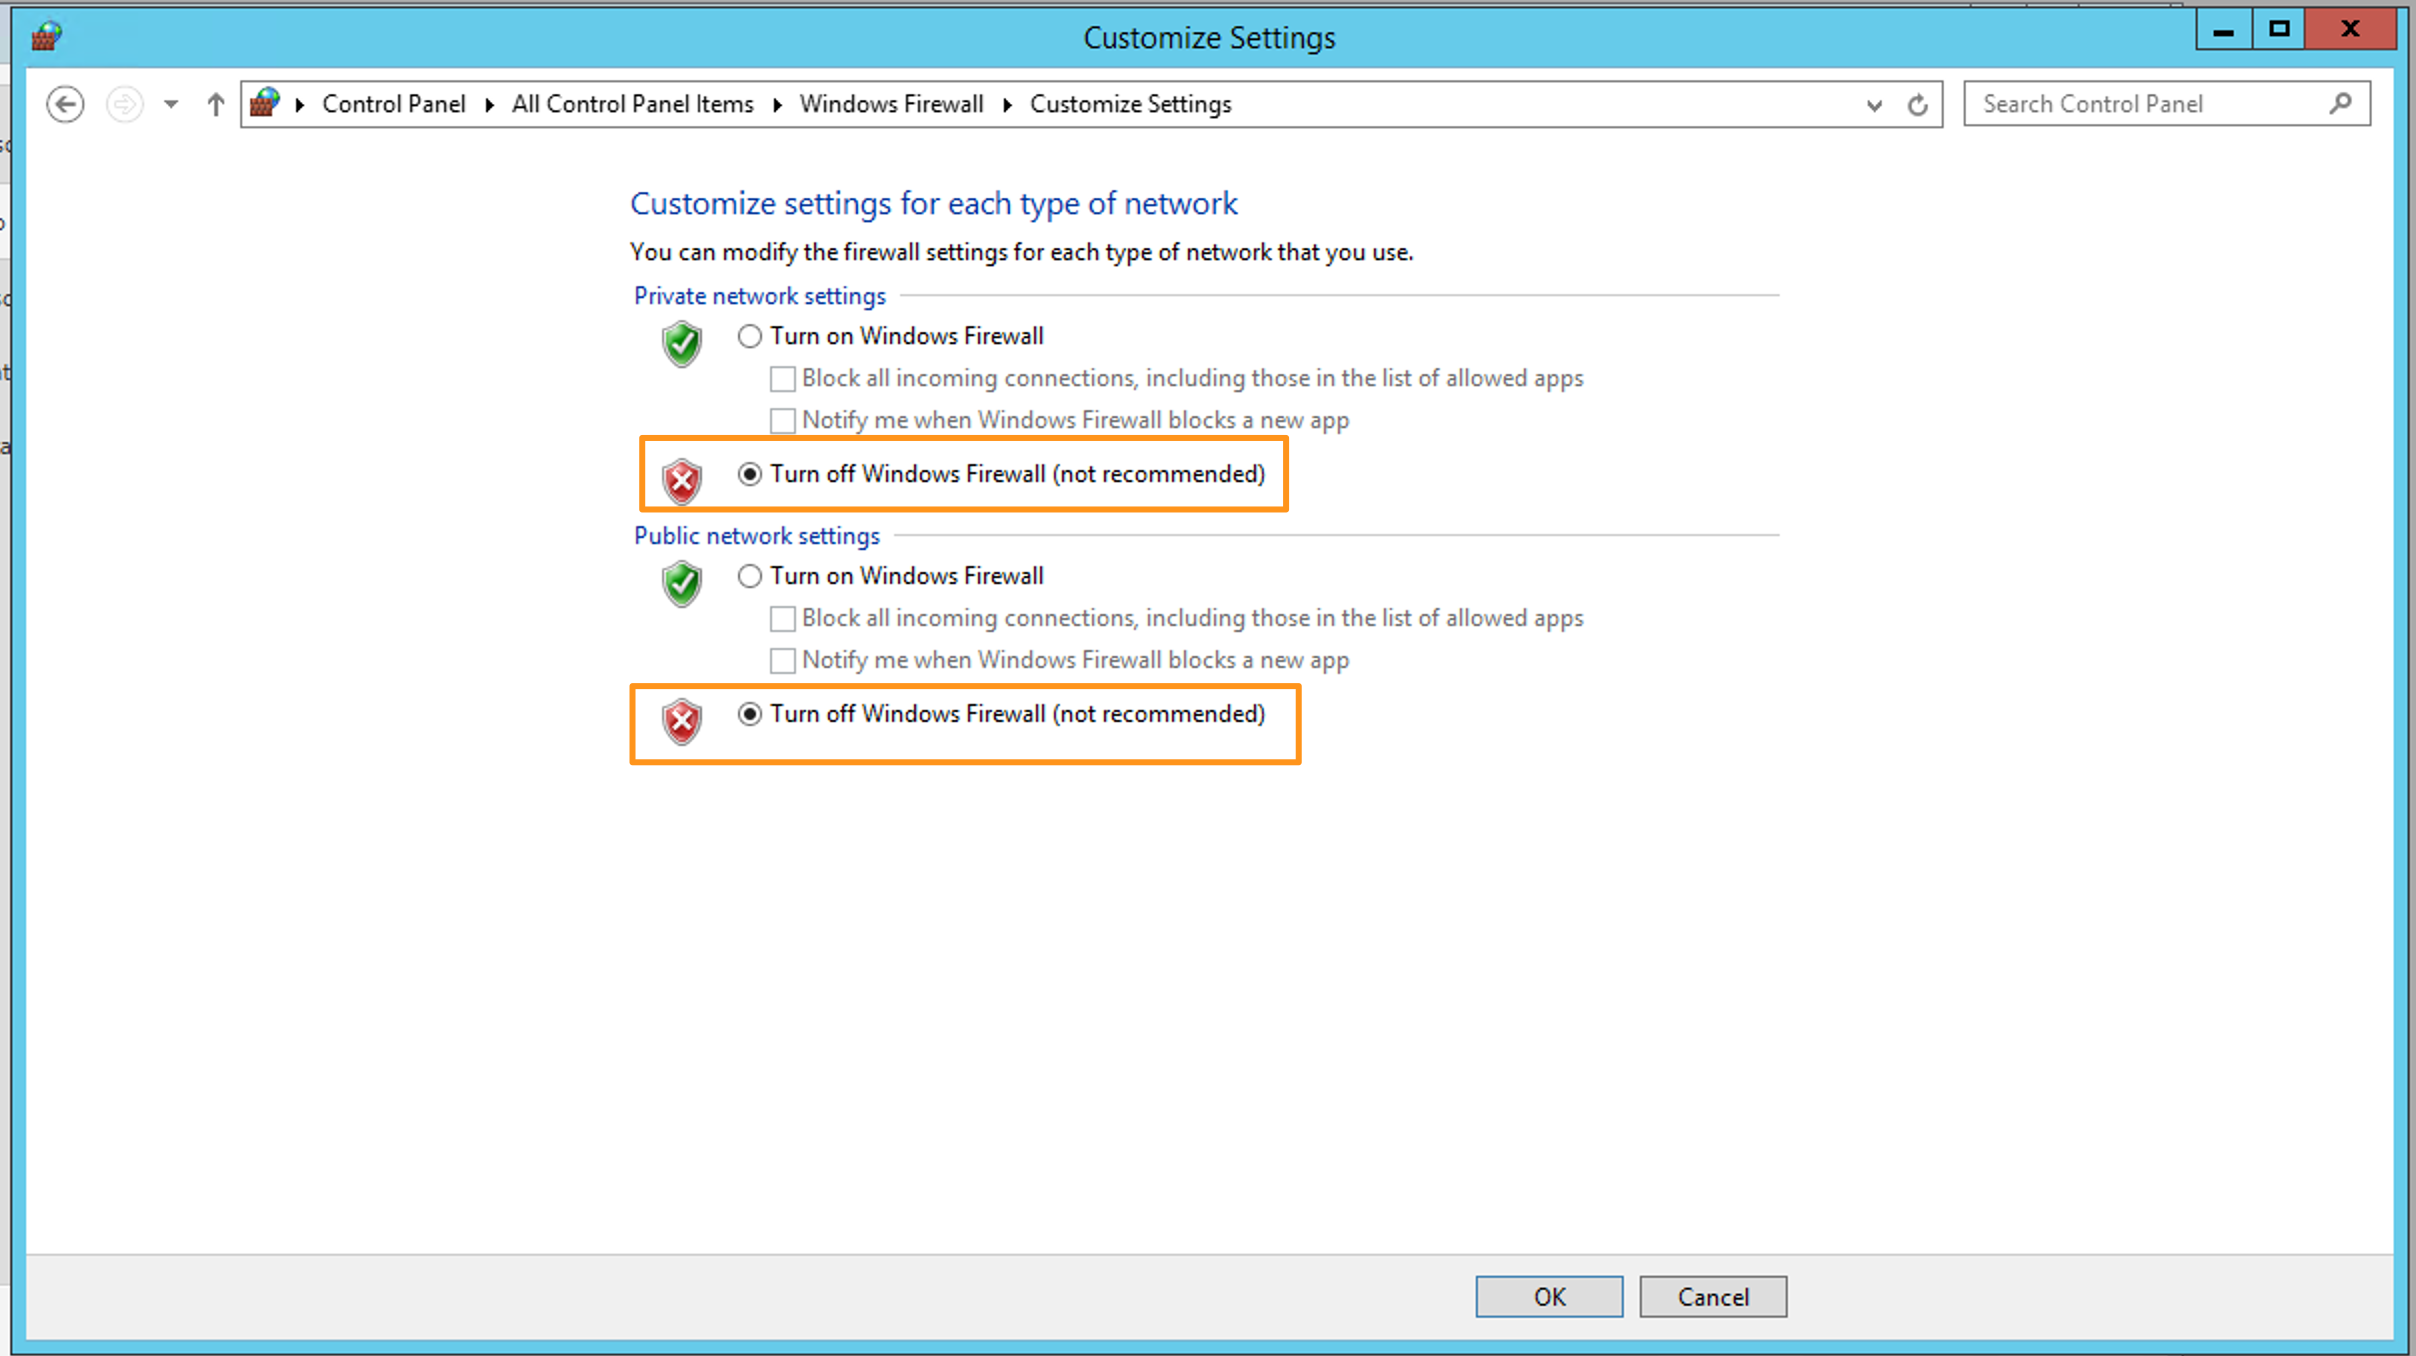 Customize Settings
Control Panel All Control Panel Items Windows Firewall Customize Settings
Search Control Panel
Customize settings for each type of network
You can modify the firewall settings for each type of network that you use.
Private network settings
Turn on Windows Firewall
Block all incoming connections, including those in the list of allowed apps
Notify me when Windows Firewall blocks a new app
Turn off Windows Firewall (not recommended)
Public network settings
Turn on Windows Firewall
Block all incoming connections, including those in the list of allowed apps
Notify me when Windows Firewall blocks a new app
Turn off Windows Firewall (not recommended)
OK Cancel